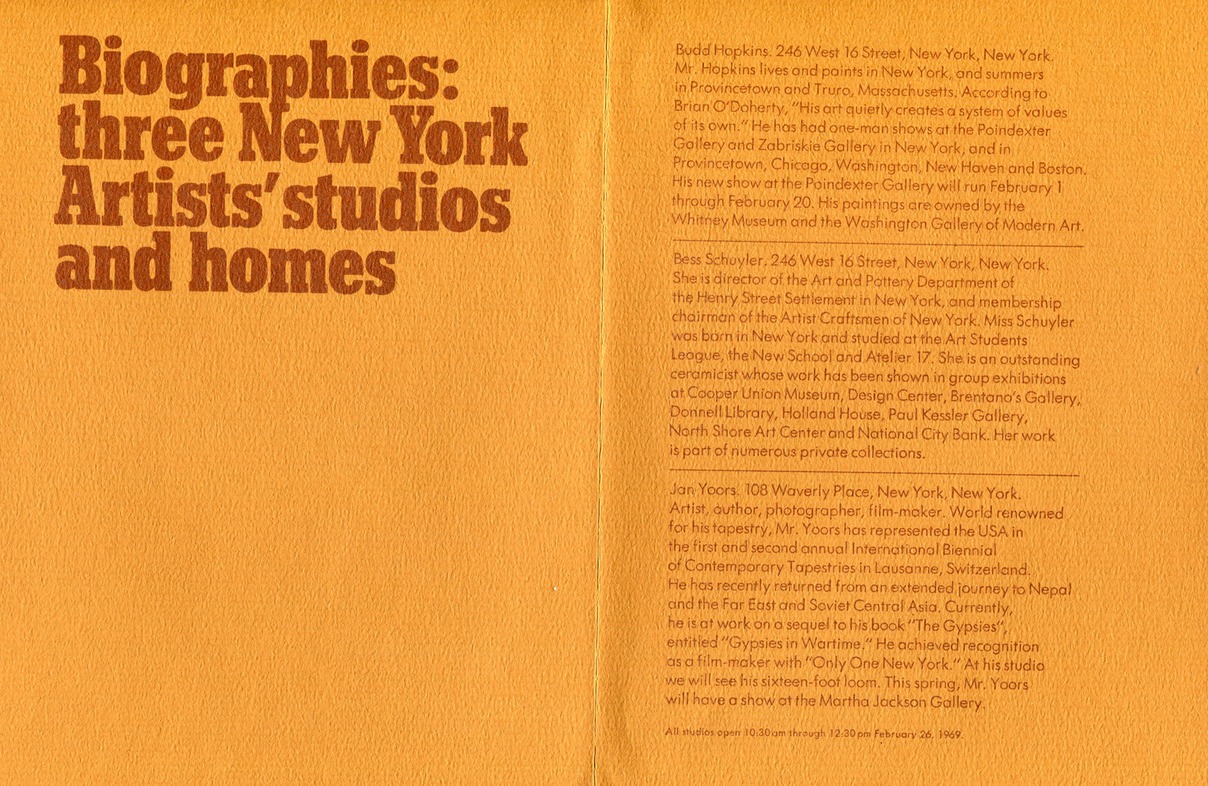 Biographies:
three New York
Artists' studios
and homes
Budd Hopkins. 246 West 16 Street, New York, New York.
Mr. Hopkins lives and paints in New York, and summers
in Provincetown and Truro, Massachusetts. According to
Brian O'Doherty, "His art quietly creates a system of values
of its own." He has had one-man shows at the Poindexter
Gallery and Zabriskie Gallery in New York, and in
Provincetown, Chicago, Washington, New Haven and Boston.
His new show at the Poindexter Gallery will run February 1
through February 20. His paintings are owned by the
Whitney Museum and the Washington Gallery of Modern Art.
Bess Schuyler. 246 West 16 Street, New York, New York.
She is director of the Art and Pottery Department of
the Henry Street Settlement in New York, and membership
chairman of the Artist Craftsmen of New York. Miss Schuyler
was born in New York and studied at the Art Students
League, the New School and Atelier 17. She is an outstanding
ceramicist whose work has been shown in group exhibitions
at Cooper Union Museum, Design Center, Brentano's Gallery,
Donnell Library, Holland House, Paul Kessler Gallery,
North Shore Art Center and National City Bank. Her work
is part of numerous private collections.
Jan Yoors. 108 Waverly Place, New York, New York.
Artist, author, photographer, film-maker. World renowned
for his tapestry, Mr. Yoors has represented the USA in
the first and second annual International Biennial
of Contemporary Tapestries in Lausanne, Switzerland.
He has recently returned from an extended journey to Nepal
and the Far East and Soviet Central Asia. Currently,
he is at work on a sequel to his book "The Gypsies",
entitled "Gypsies in Wartime." He achieved recognition
as a film-maker with "Only One New York." At his studio
we will see his sixteen-foot loom. This spring, Mr. Yoors
will have a show at the Martha Jackson Gallery.
All studios open 10:30 am through 12:30 pm February 26, 1969.